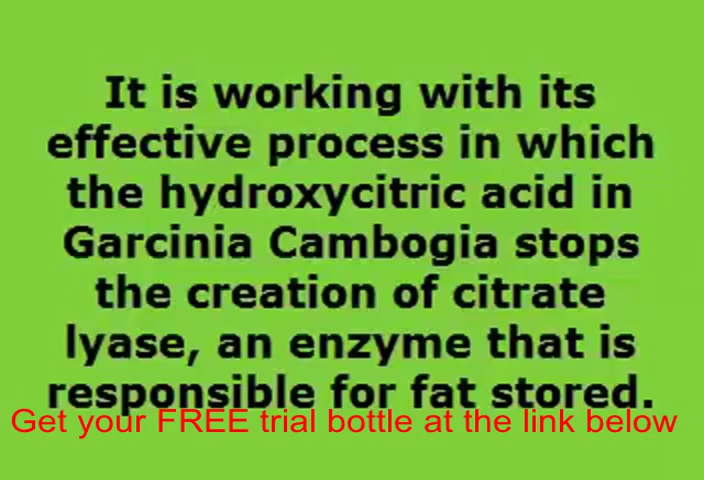 It is working with its
effective process in which
the hydroxycitric acid in
Garcinia Cambogia stops
the creation of citrate
lyase, an enzyme that is
responsible for fat stored.
Get your FREE trial bottle at the link below